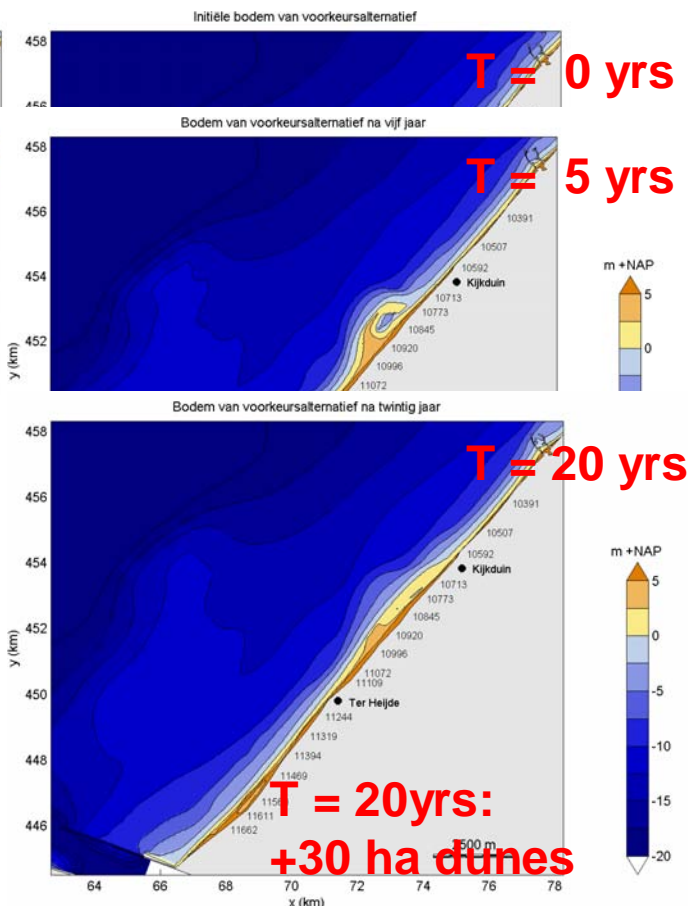 Initiële bodem van voorkeursalternatief
458
T = 0 yrs
Bodem van voorkeursalternatief na vijf jaar
458
T = 5 yrs
456
10391
10507
454
10592
Kijkduin
10713
10773
m +NAP
5
452
10845
0
10920
10996
11072
y (km)
Bodem van voorkeursalternatief na twintig jaar
458
T = 20 yrs
456
10391
10507
454
10592
Kijkduin
10713
10773
m +NAP
5
452
10845
0
10920
10996
11072
11109
y (km)
450
Ter Heijde
-5
11244
11319
448
11394
-10
11469
T = 20yrs:
11611
-15
446
11662
+30 ha dunes
-20
64 66 68 70 72 74 76 78
x (km)